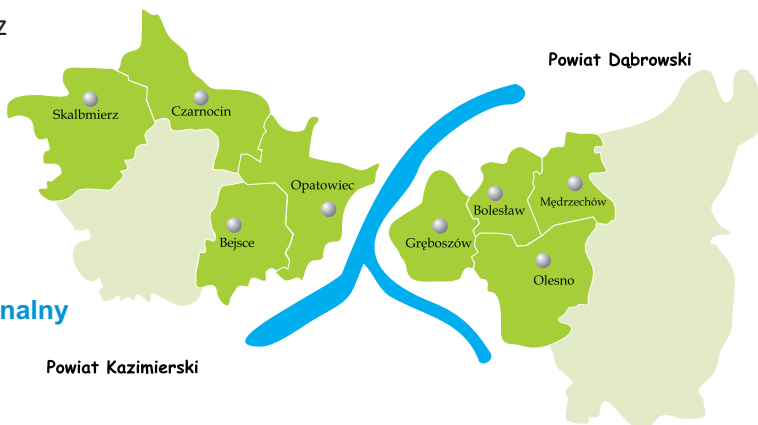 z
Powiat Dąbrowski
Skalbmierz
Czarnocin
Opatowiec
Mędrzechów
Bolesław
Bejsce
Gręboszów
Olesno
nalny
Powiat Kazimierski